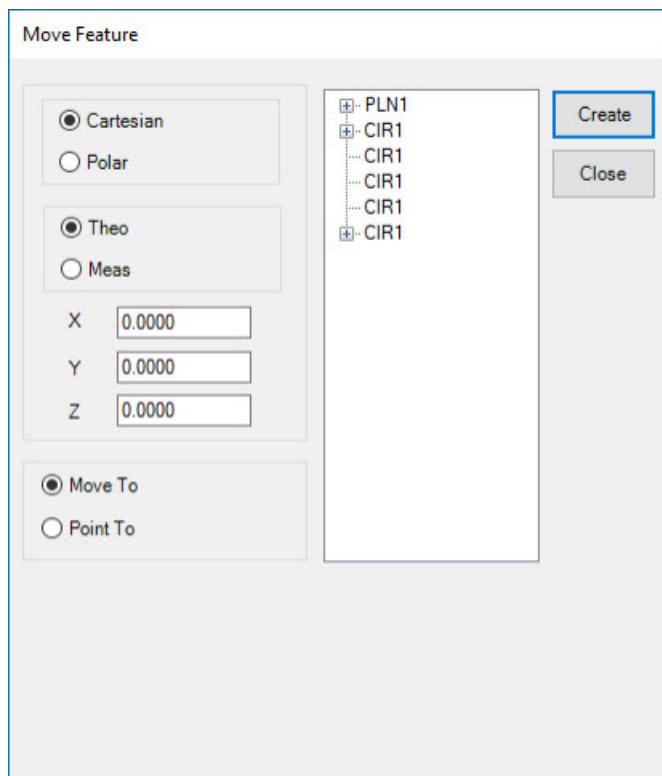 Move Feature
Cartesian
Polar
Theo
Meas
X 0.0000
Y 0.0000
Z 0.0000
Move To
Point To
PLN1
CIR1
CIR1
CIR1
CIR1
CIR1
Create
Close